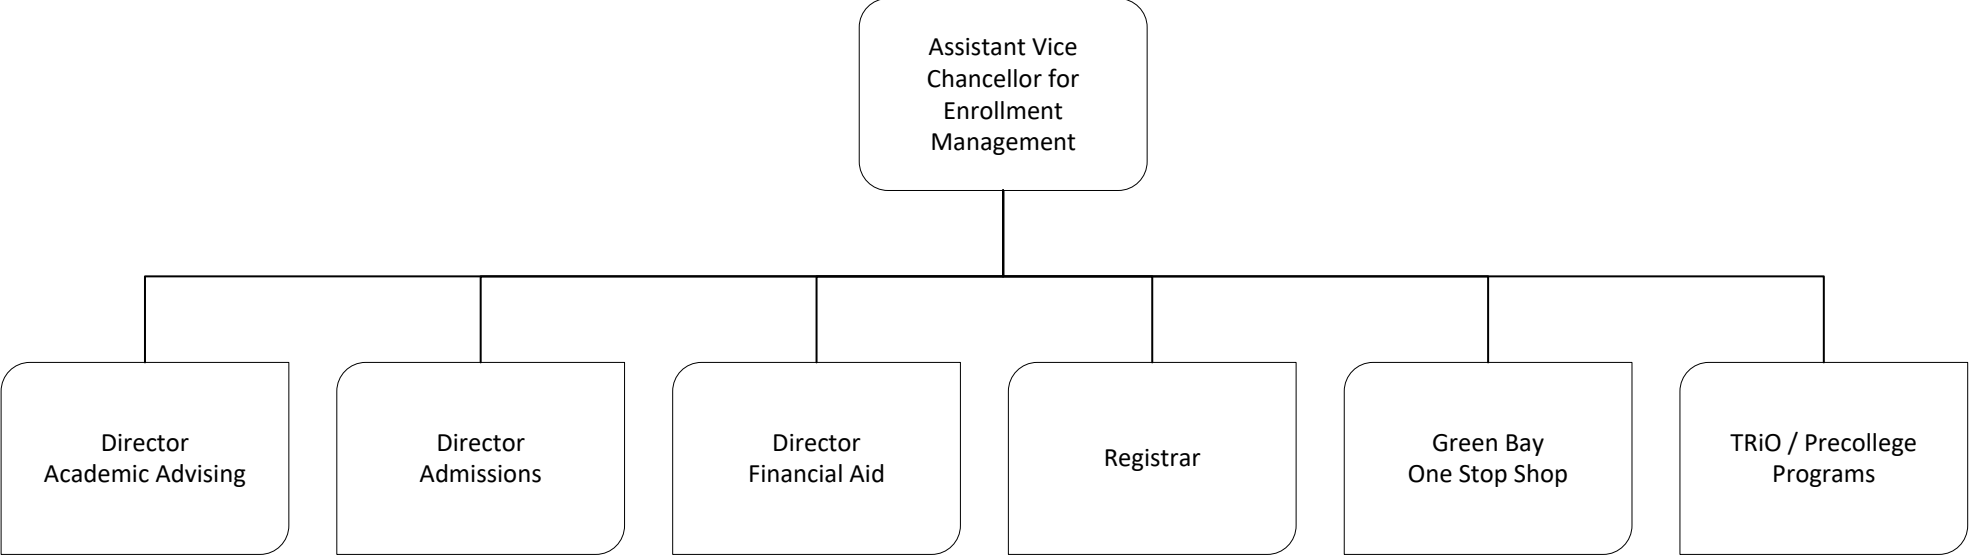 Assistant Vice
Chancellor for
Enrollment
Management
Director
Academic Advising
Director
Admissions
Director
Financial Aid
Registrar
Green Bay
One Stop Shop
TRiO / Precollege
Programs